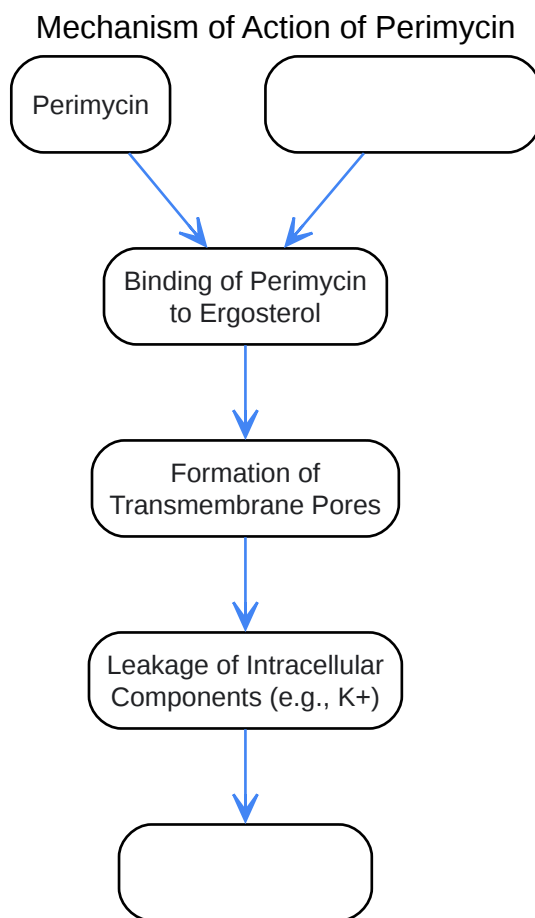 Mechanism of Action of Perimycin
Perimycin
Binding of Perimycin
to Ergosterol
Formation of
Transmembrane Pores
Leakage of Intracellular
Components (e.g., K+)